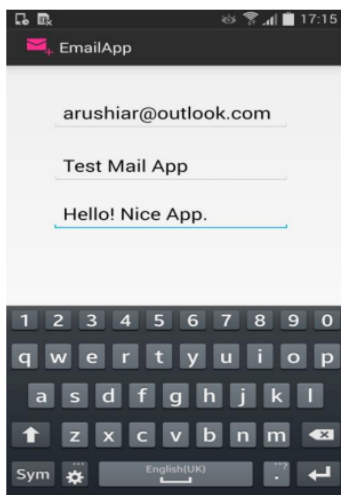 17:15
EmailApp
arushiar@outlook.com
Test Mail App
Hello! Nice App.
1 2 3 4 5 6 7 8 9 0
q w e r t y u i o p
a s d f g h j k l
z x c v b n m
Sym English(UK) . ...?